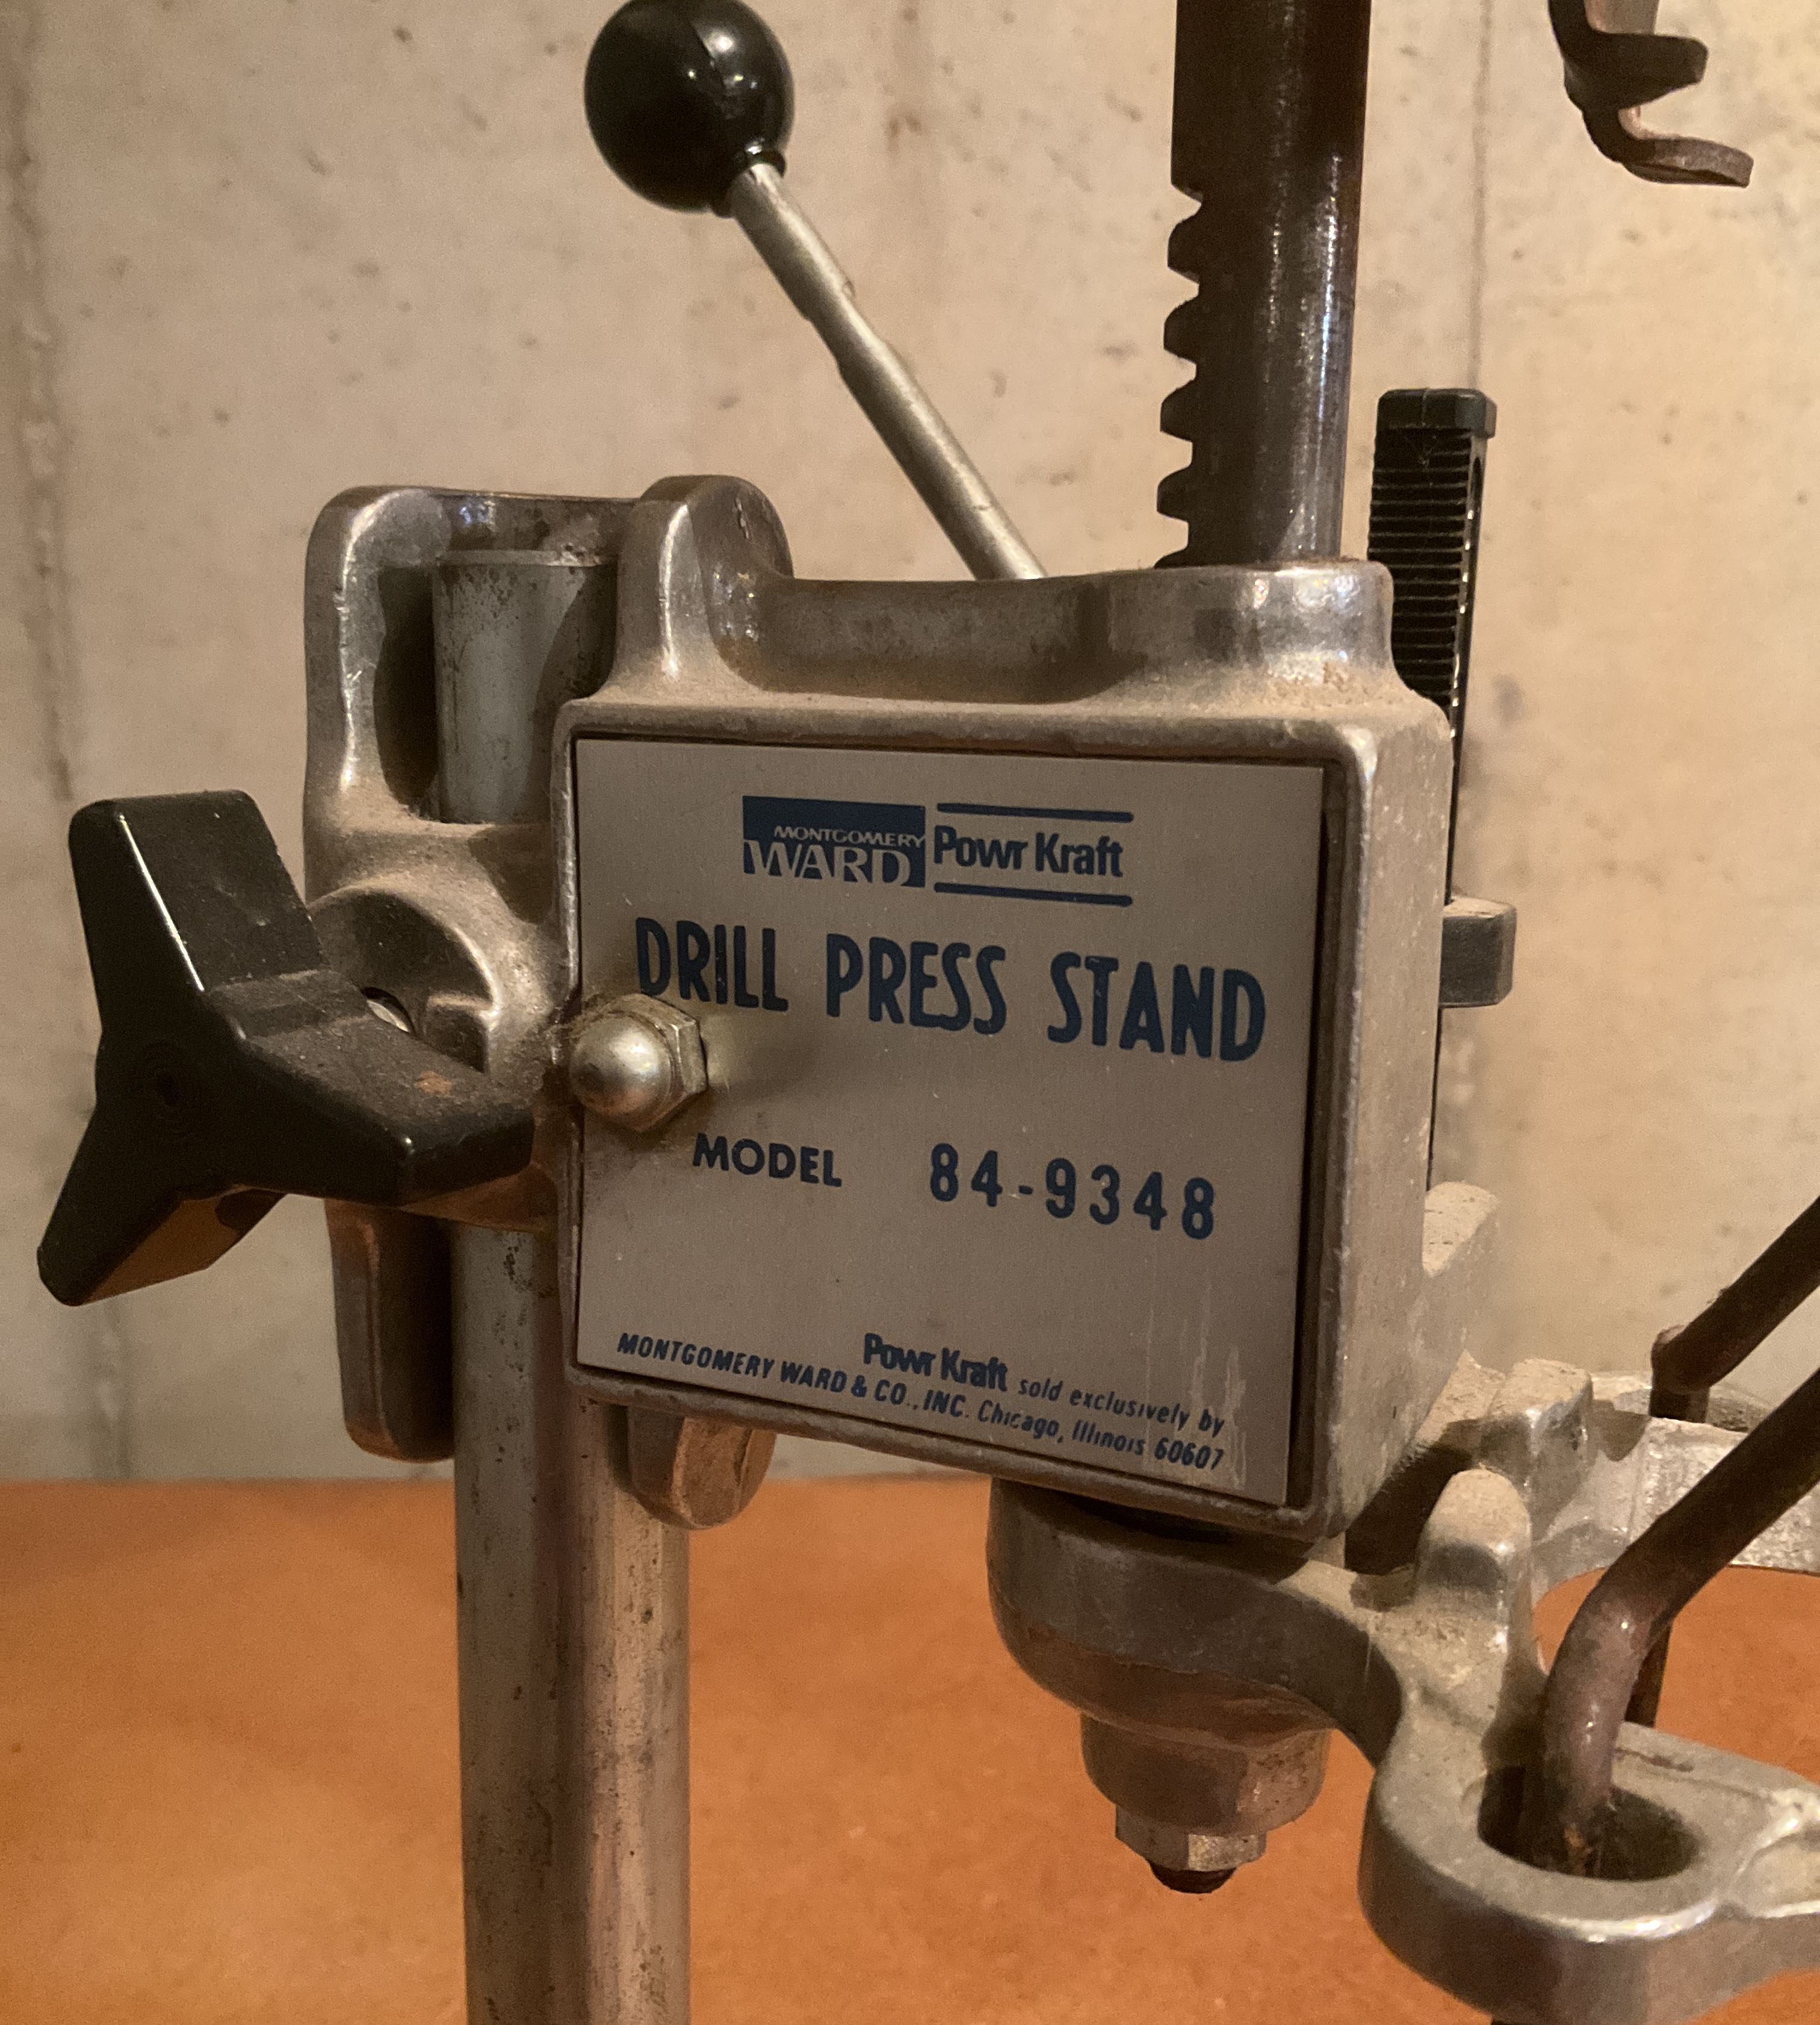 MONTGOMERY
WARD
Powr Kraft
DRILL PRESS STAND
MODEL 84-9348
Powr Kraft sold exclusively by
MONTGOMERY WARD & CO., INC. Chicago, Illinois 60607